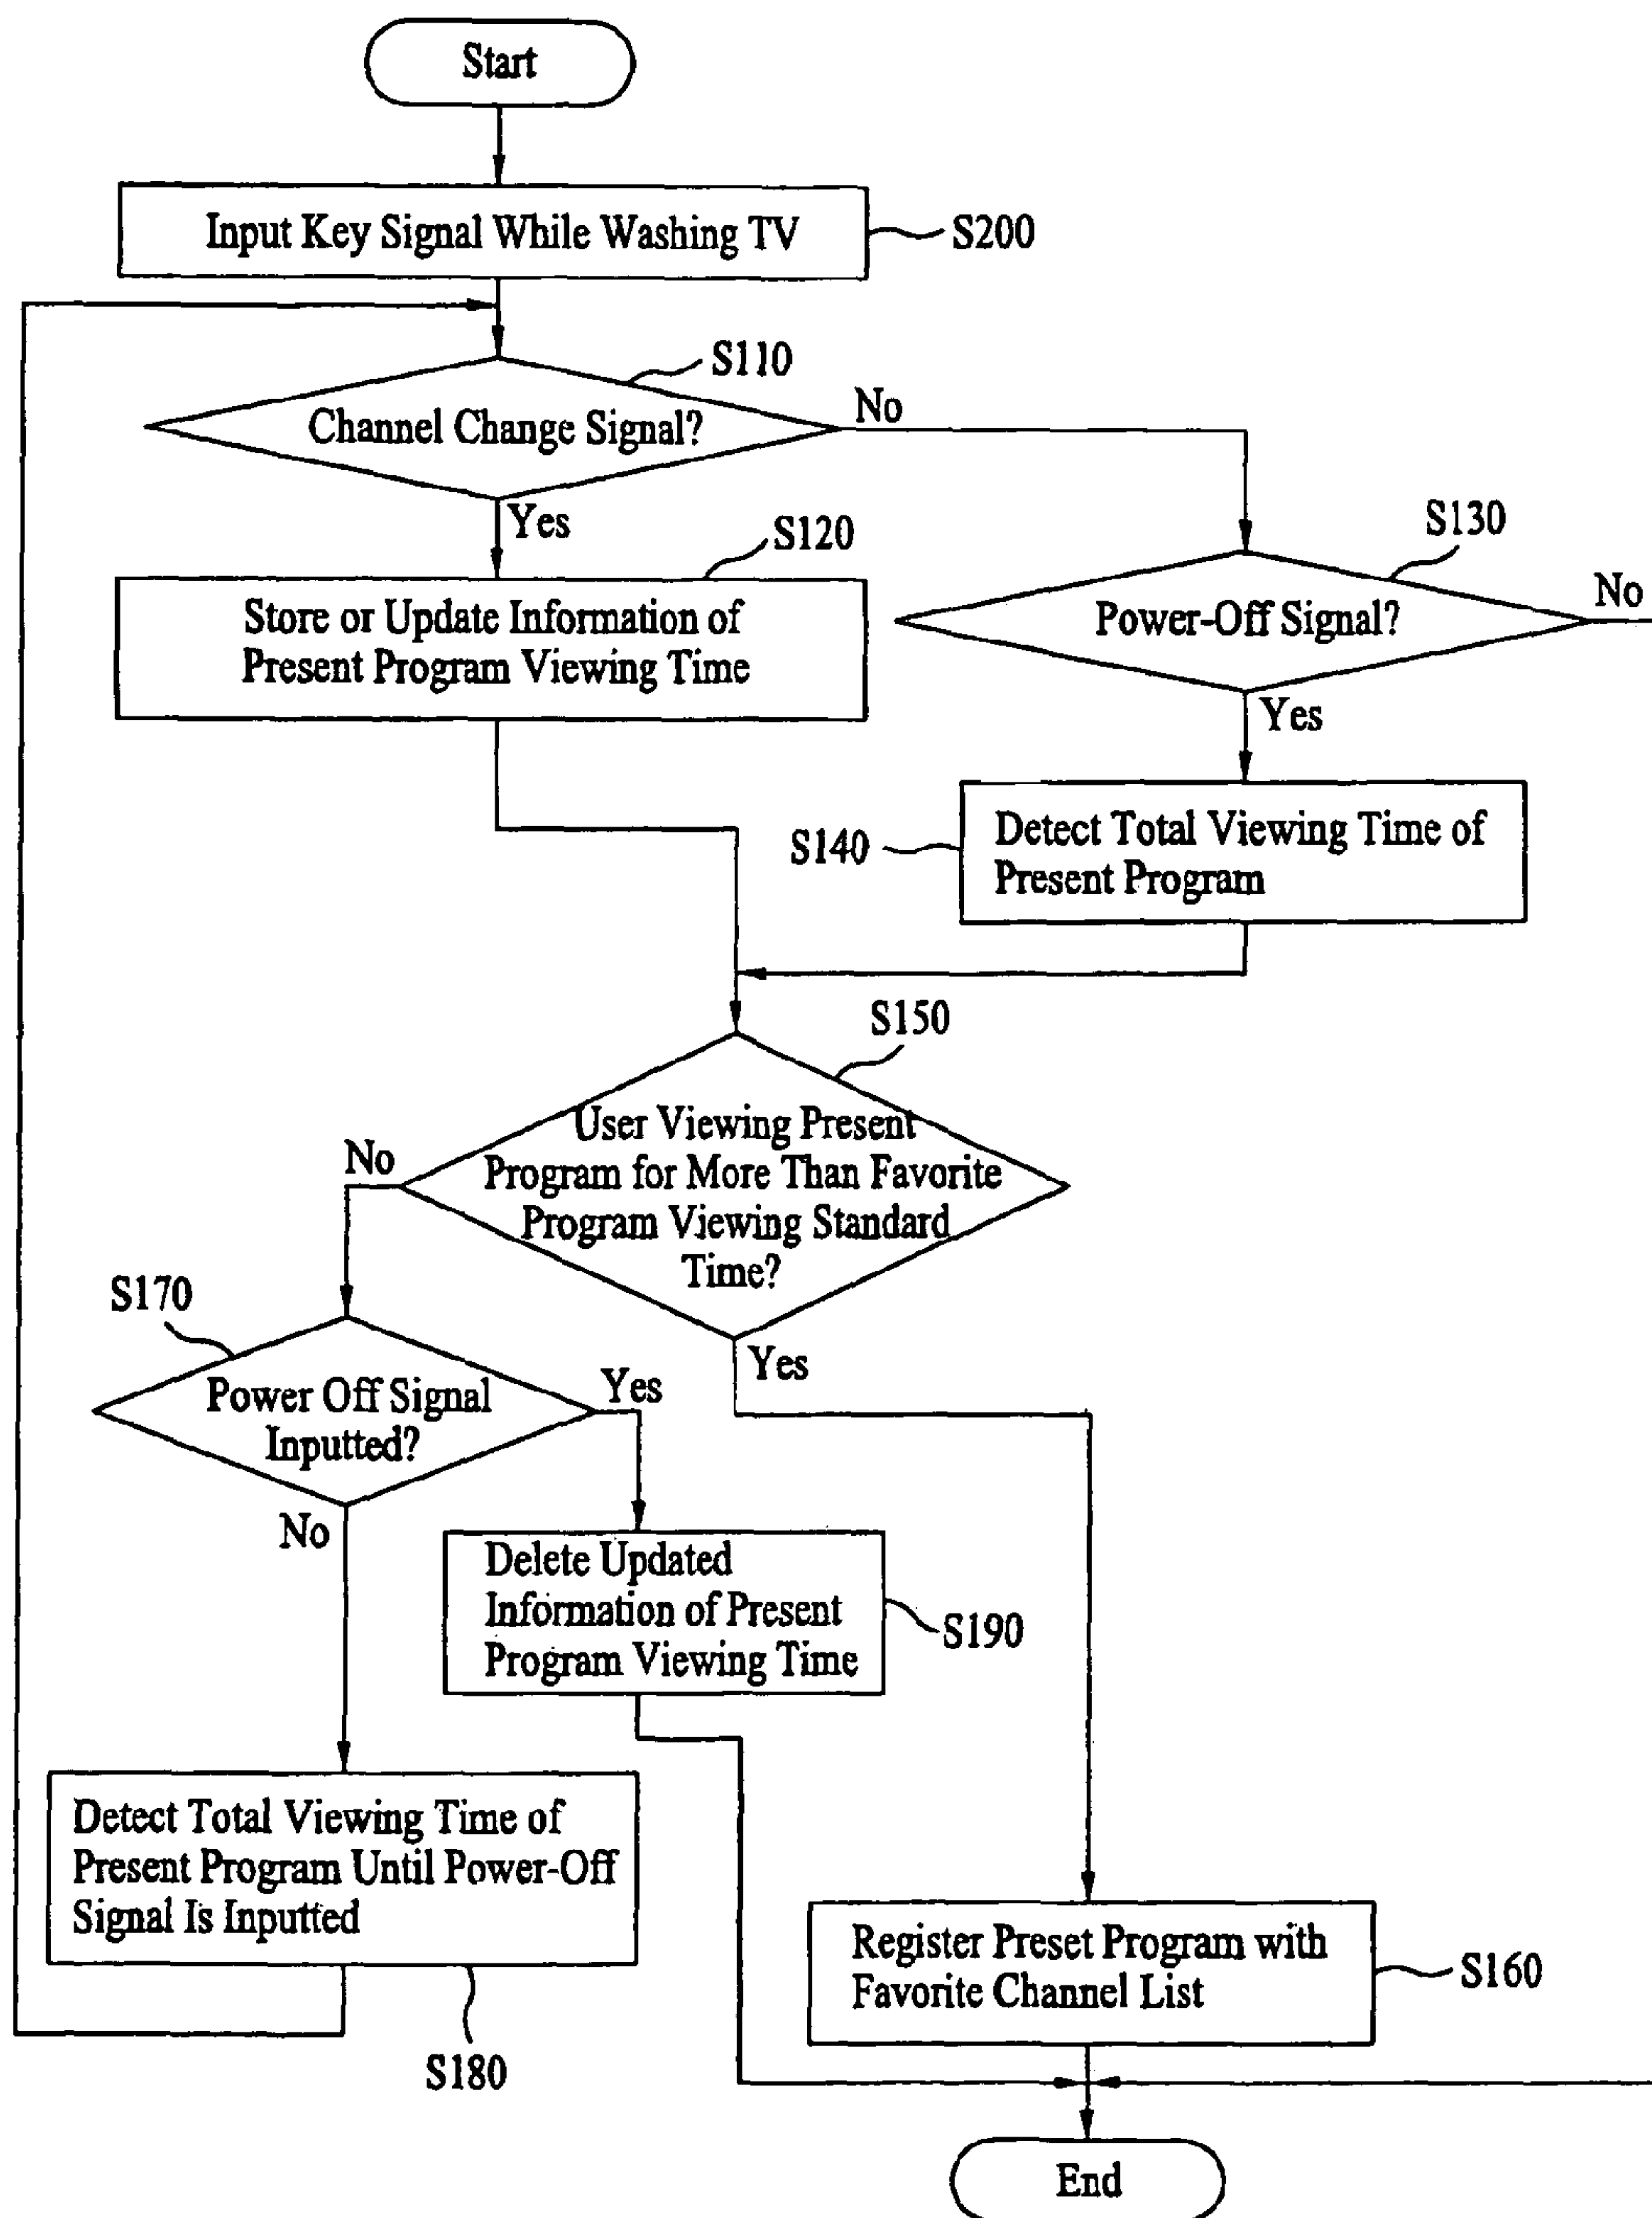 Start
Input Key Signal While Washing TV
S200
S110
Channel Change Signal?
No
Yes
S120
Store or Update Information of
Present Program Viewing Time
S130
Power-Off Signal?
No
Yes
S140
Detect Total Viewing Time of
Present Program
S150
User Viewing Present
Program for More Than Favorite
Program Viewing Standard
Time?
No
Yes
S170
Power Off Signal
Inputted?
Yes
No
Delete Updated
Information of Present
Program Viewing Time
S190
Detect Total Viewing Time of
Present Program Until Power-Off
Signal Is Inputted
S180
Register Preset Program with
Favorite Channel List
S160
End